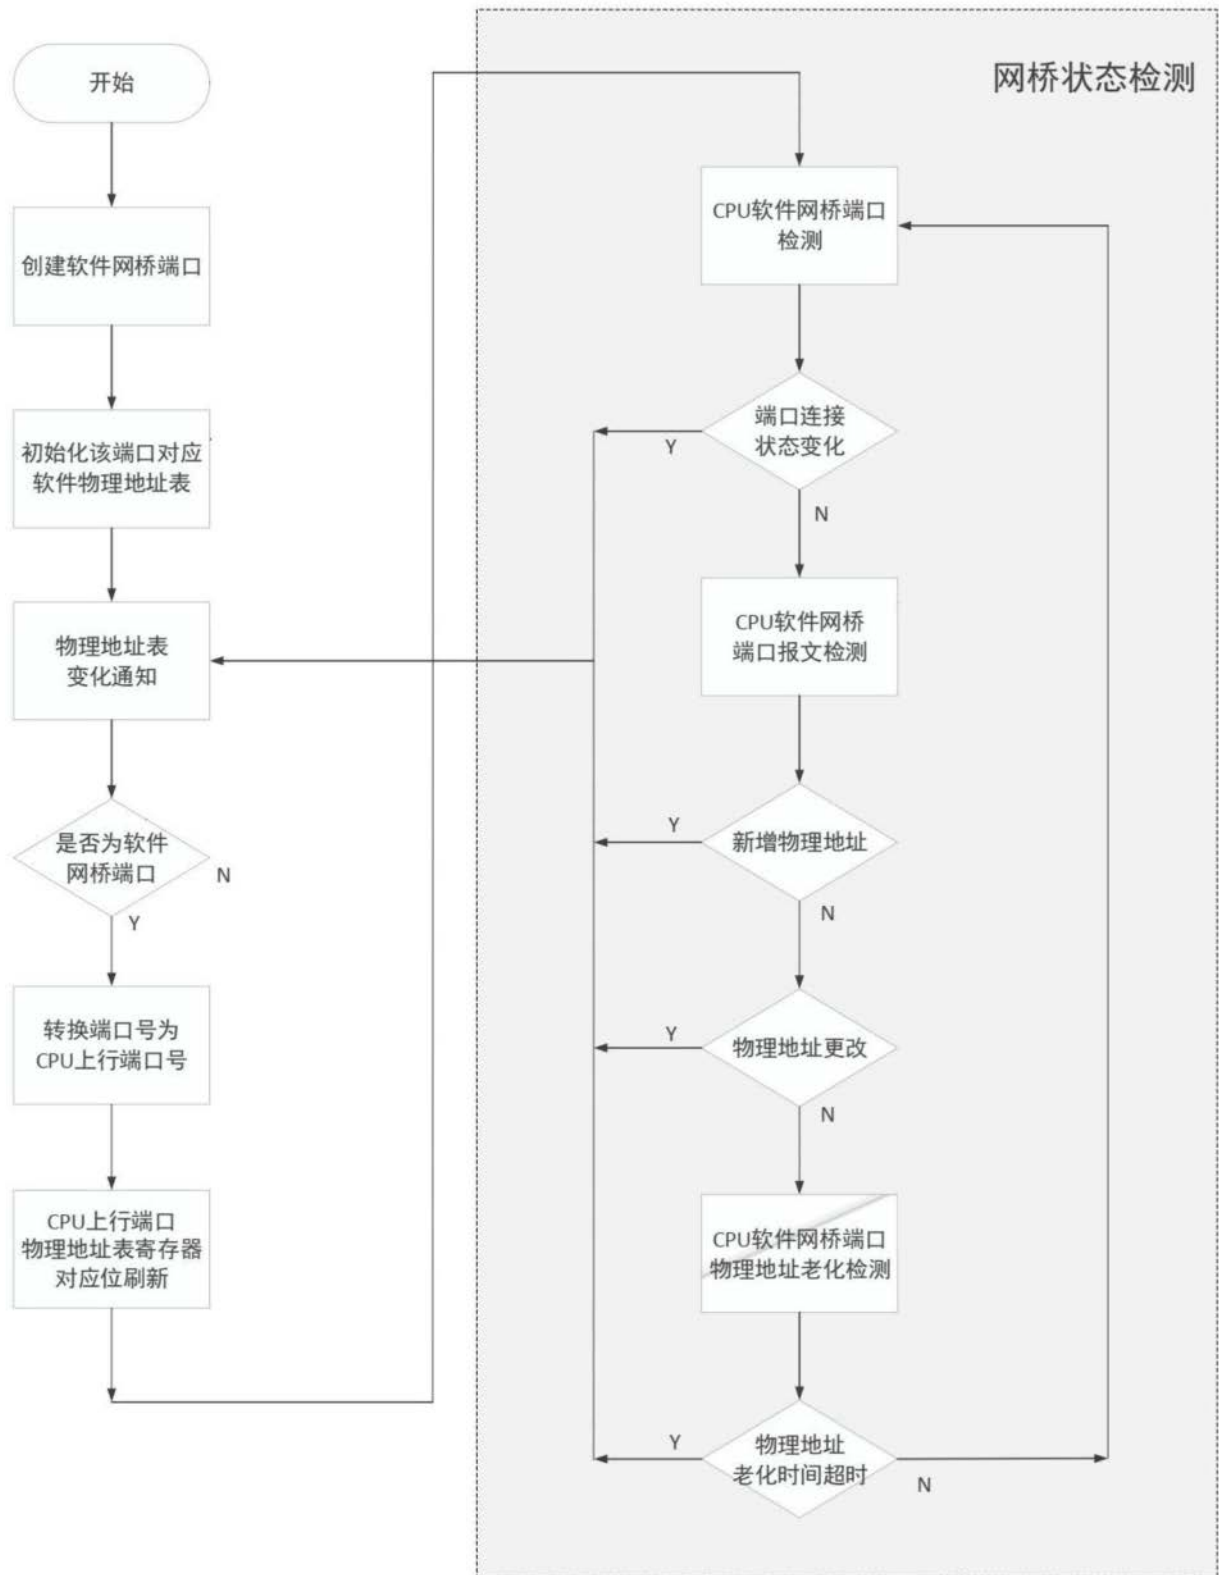 开始
创建软件网桥端口
初始化该端口对应
软件物理地址表
物理地址表
变化通知
是否为软件
网桥端口
N
Y
转换端口号为
CPU上行端口号
CPU上行端口
物理地址表寄存器
对应位刷新
网桥状态检测
CPU软件网桥端口
检测
端口连接
状态变化
Y
N
CPU软件网桥
端口报文检测
Y
新增物理地址
N
Y
物理地址更改
N
CPU软件网桥端口
物理地址老化检测
Y
物理地址
老化时间超时
N